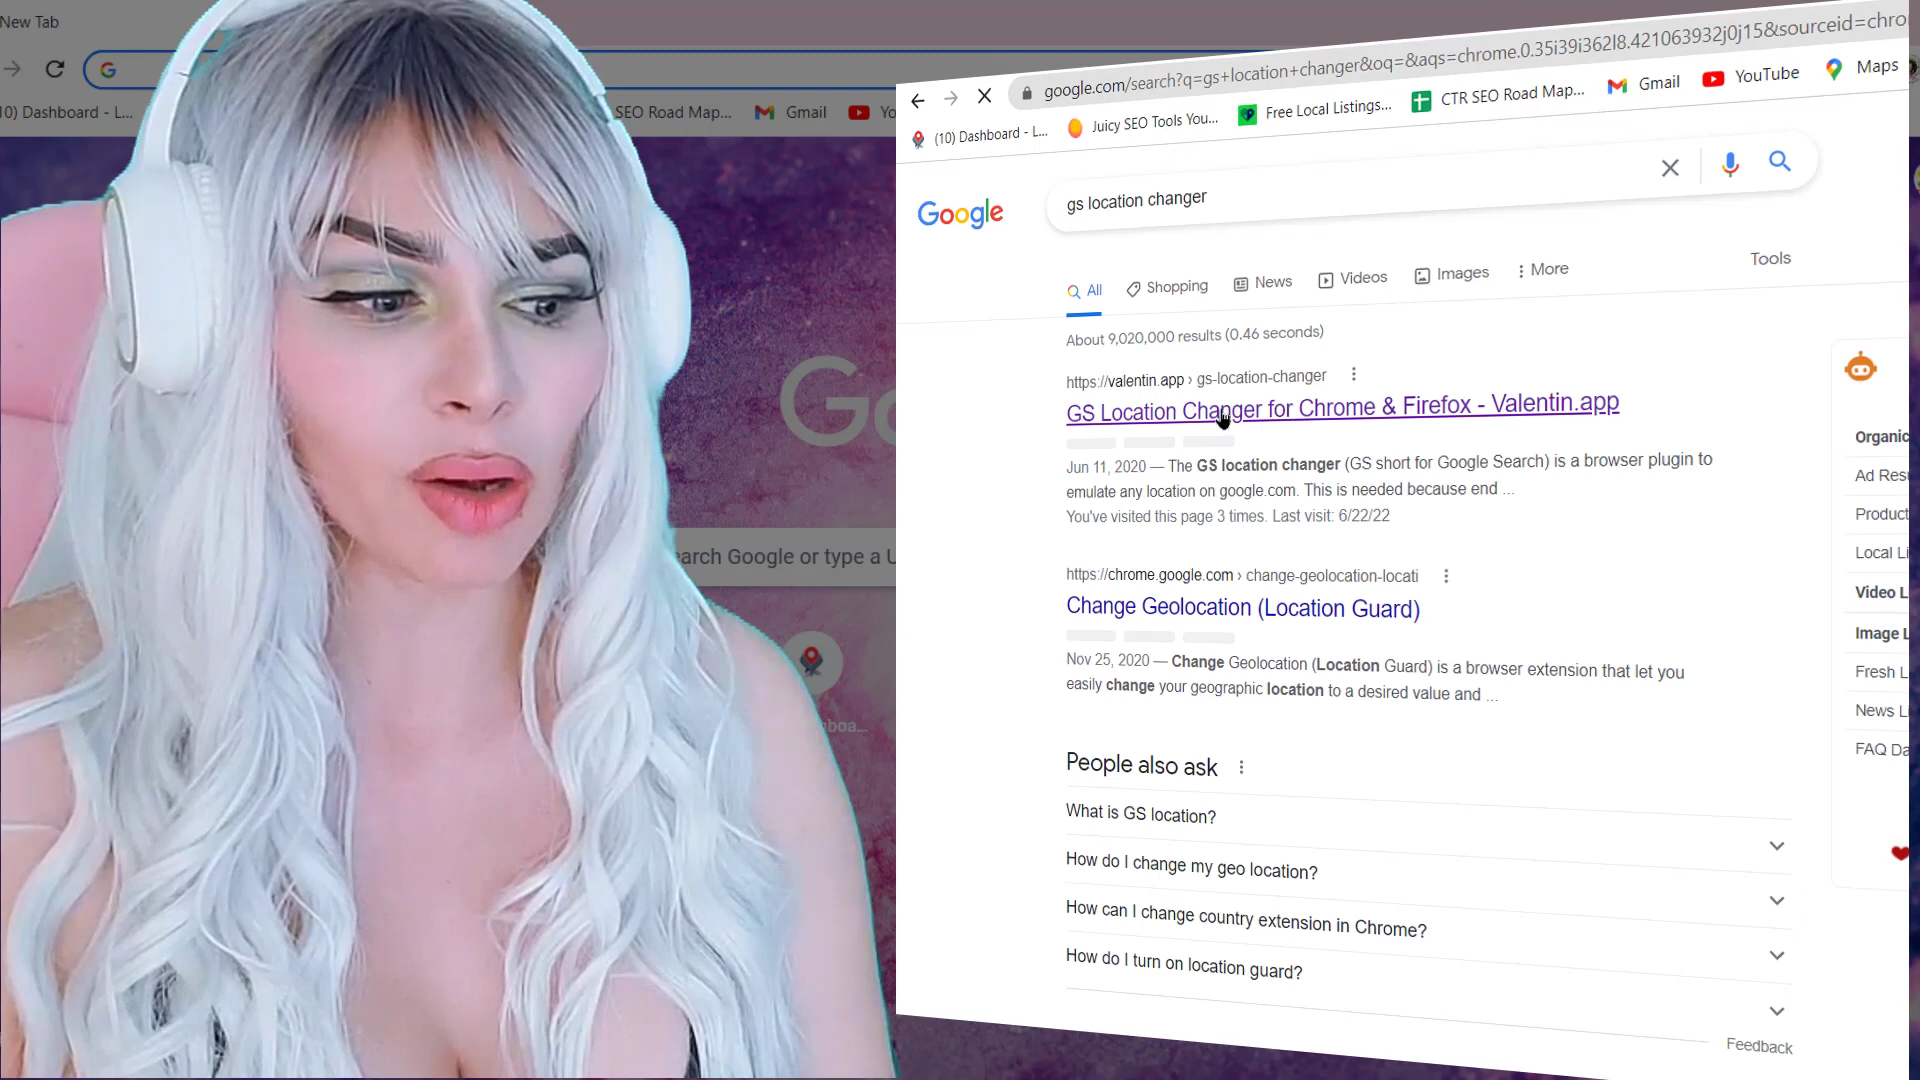 New Tab
10) Dashboard - L...
SEO Road Map...
Gmail
Search Google or type a U
google.com/search?q=gs+location+changer&oq=&aqs=chrome.0.35i39i362l8.421063932j0j15&sourceid=chro
(10) Dashboard - L...
Juicy SEO Tools You...
Free Local Listings...
CTR SEO Road Map...
Gmail
YouTube
Maps
Google
gs location changer
All
Shopping
News
Videos
Images
More
Tools
About 9,020,000 results (0.46 seconds)
https://valentin.app › gs-location-changer
GS Location Changer for Chrome & Firefox - Valentin.app
Jun 11, 2020 — The GS location changer (GS short for Google Search) is a browser plugin to
emulate any location on google.com. This is needed because end ...
You've visited this page 3 times. Last visit: 6/22/22
https://chrome.google.com › change-geolocation-locati
Change Geolocation (Location Guard)
Nov 25, 2020 — Change Geolocation (Location Guard) is a browser extension that let you
easily change your geographic location to a desired value and ...
People also ask
What is GS location?
How do I change my geo location?
How can I change country extension in Chrome?
How do I turn on location guard?
Feedback
Organic
Ad Res
Product
Local Li
Video L
Image L
Fresh L
News Li
FAQ Da